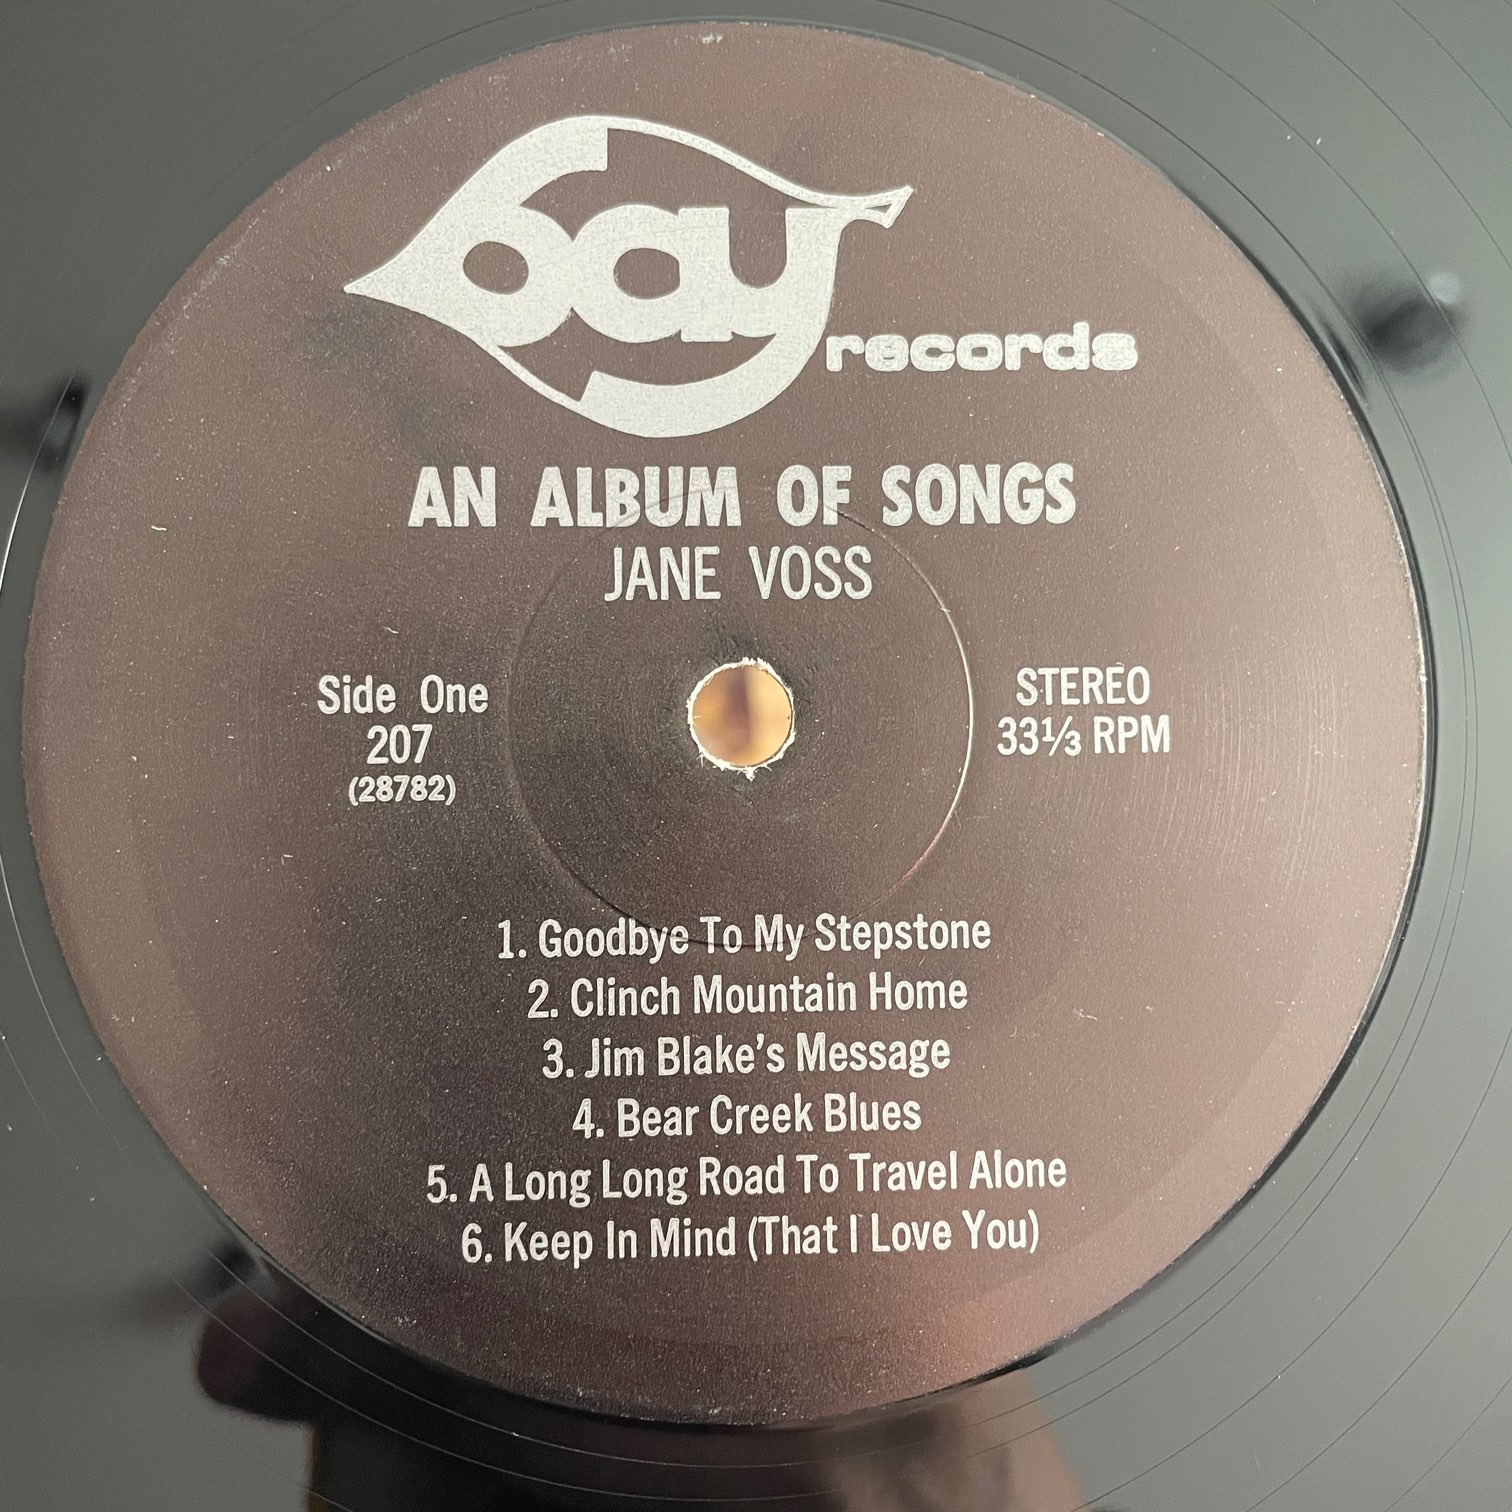 bay records
AN ALBUM OF SONGS
JANE VOSS
Side One
207
(28782)
STEREO
33⅓ RPM
1. Goodbye To My Stepstone
2. Clinch Mountain Home
3. Jim Blake's Message
4. Bear Creek Blues
5. A Long Long Road To Travel Alone
6. Keep In Mind (That I Love You)